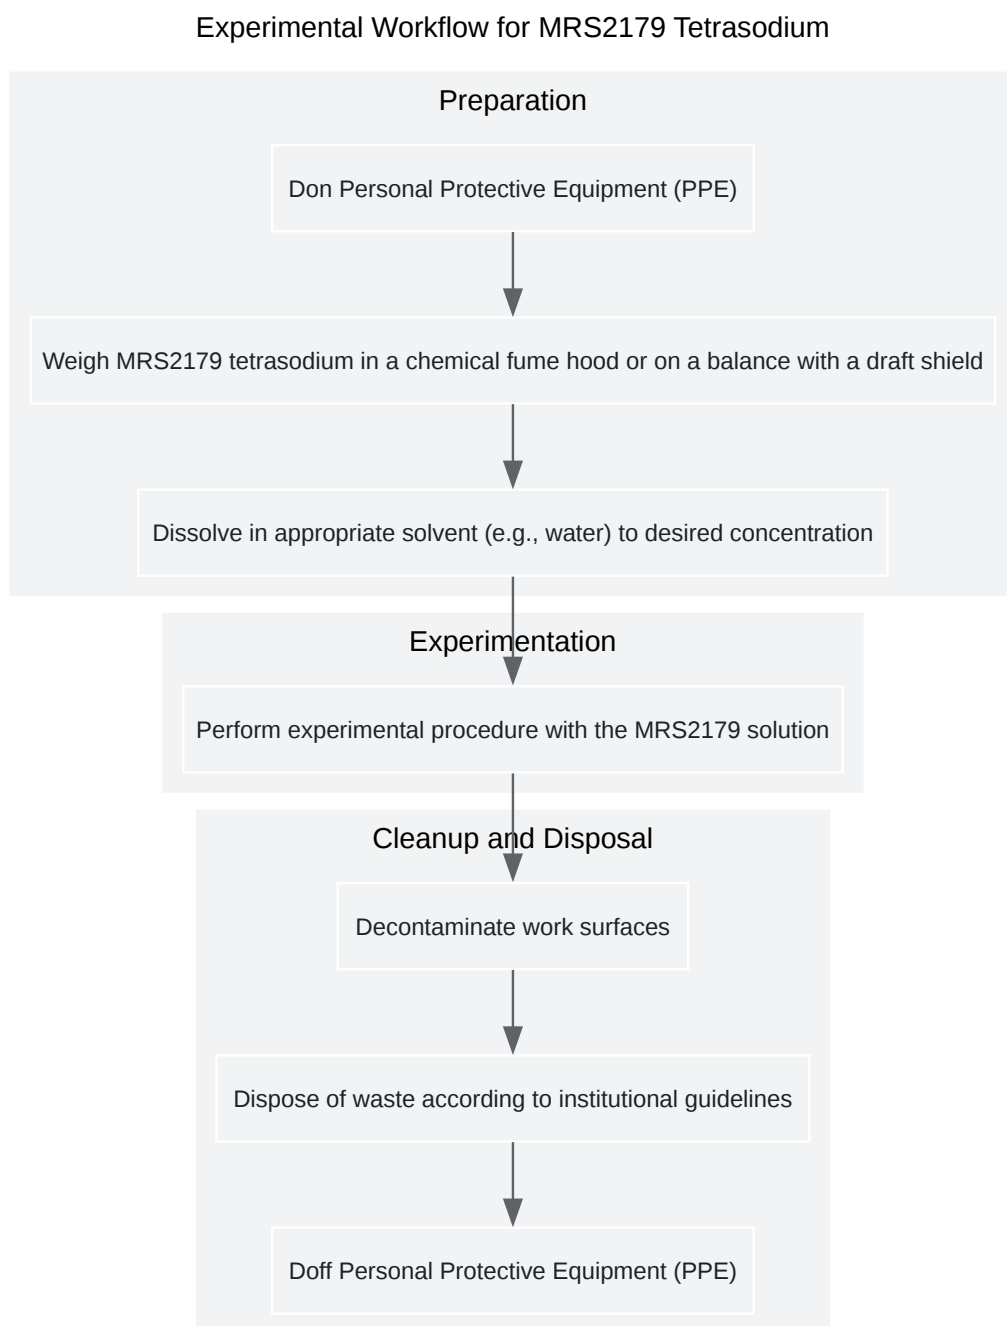 Experimental Workflow for MRS2179 Tetrasodium
Preparation
Don Personal Protective Equipment (PPE)
Weigh MRS2179 tetrasodium in a chemical fume hood or on a balance with a draft shield
Dissolve in appropriate solvent (e.g., water) to desired concentration
Experimentation
Perform experimental procedure with the MRS2179 solution
Cleanup and Disposal
Decontaminate work surfaces
Dispose of waste according to institutional guidelines
Doff Personal Protective Equipment (PPE)